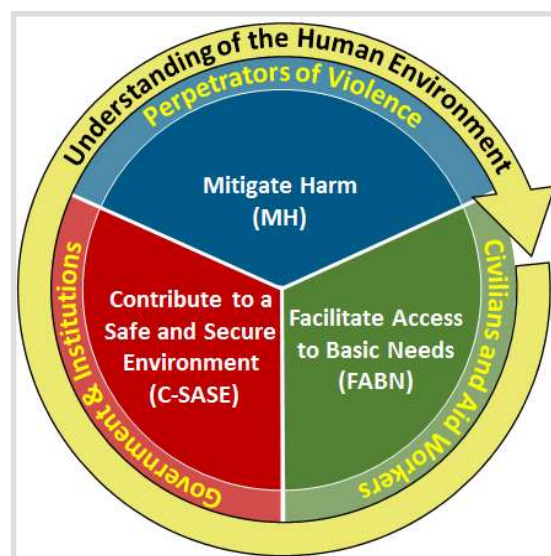 Understanding of the Human Environment
Perpetrators of Violence
Mitigate Harm
(MH)
Contribute to a
Safe and Secure
Environment
(C-SASE)
Facilitate Access
to Basic Needs
(FABN)
Government & Institutions
Civilians and Aid Workers